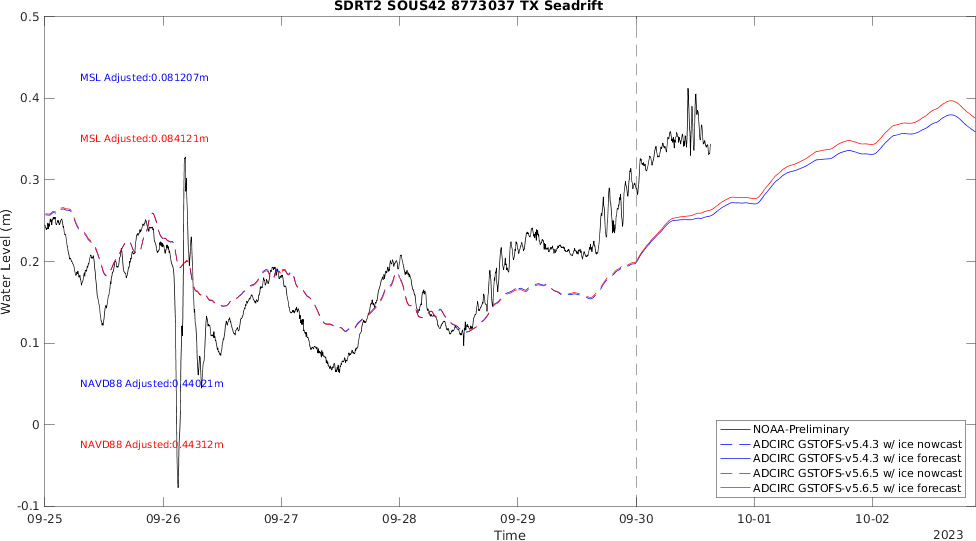 SDRT2 SOUS42 8773037 TX Seadrift
0.5
0.4
0.3
0.2
0.1
0
-0.1
Water Level (m)
MSL Adjusted:0.081207m
MSL Adjusted:0.084121m
NAVD88 Adjusted:0.44021m
NAVD88 Adjusted:0.44312m
NOAA-Preliminary
ADCIRC GSTOFS-v5.4.3 w/ ice nowcast
ADCIRC GSTOFS-v5.4.3 w/ ice forecast
ADCIRC GSTOFS-v5.6.5 w/ ice nowcast
ADCIRC GSTOFS-v5.6.5 w/ ice forecast
09-25 09-26 09-27 09-28 09-29 09-30 10-01 10-02
Time
2023